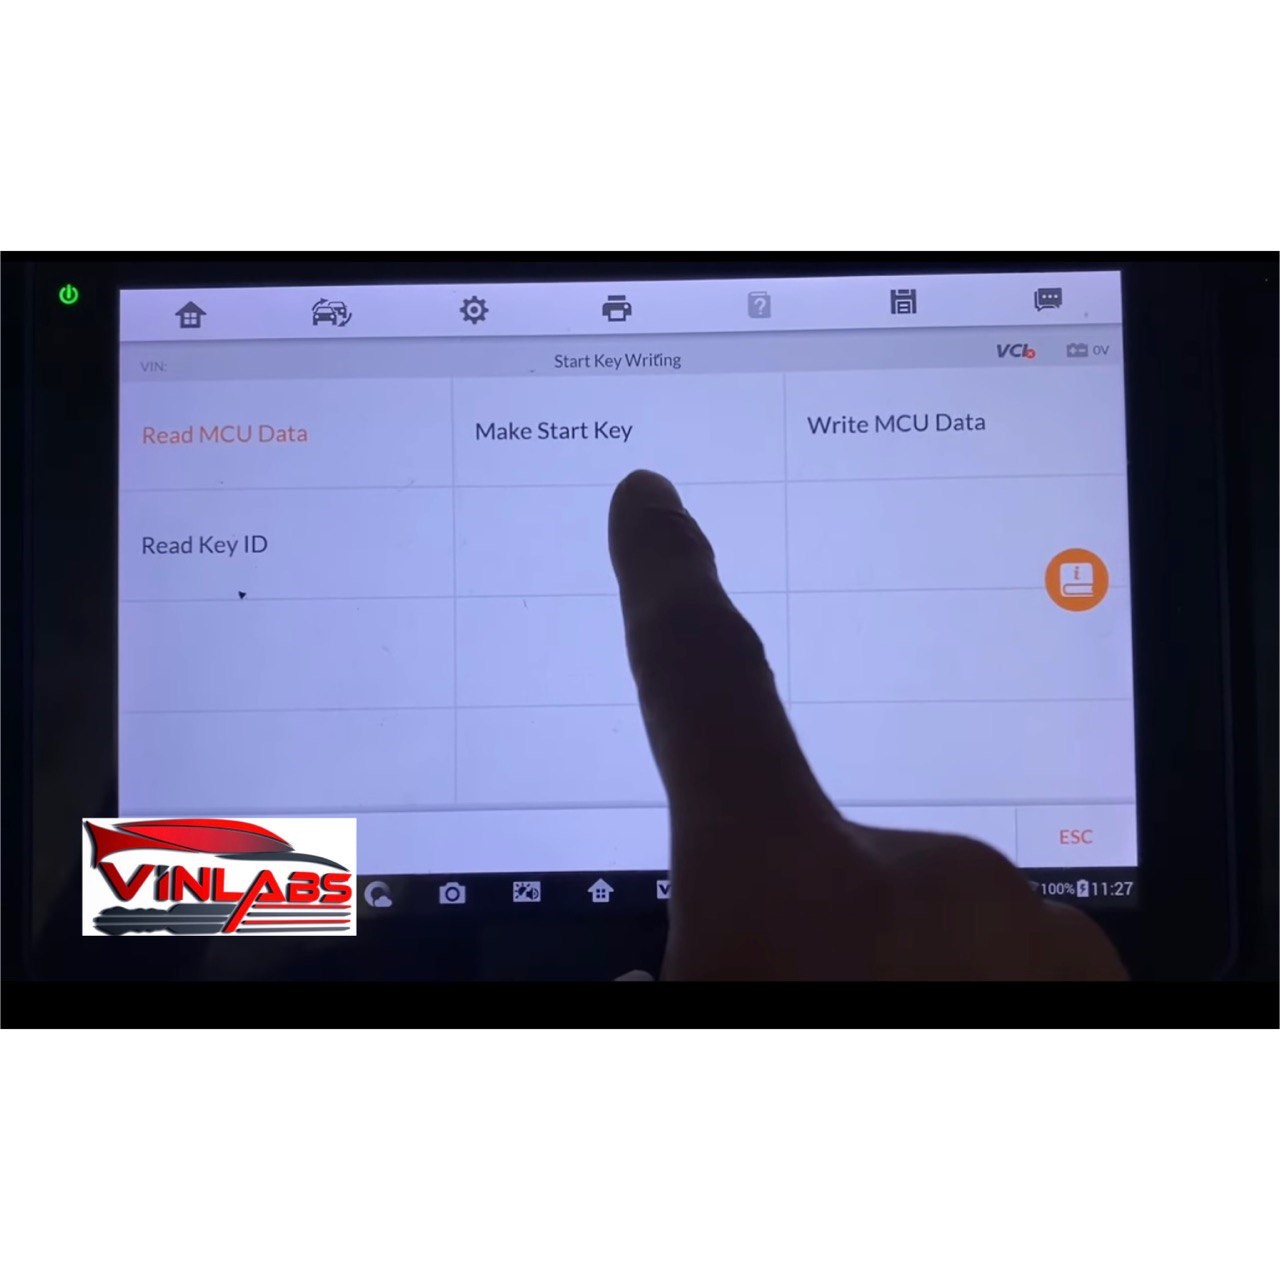 VIN:
Start Key Writing
VCI
0V
Read MCU Data
Make Start Key
Write MCU Data
Read Key ID
ESC
VINLABS
100%
11:27